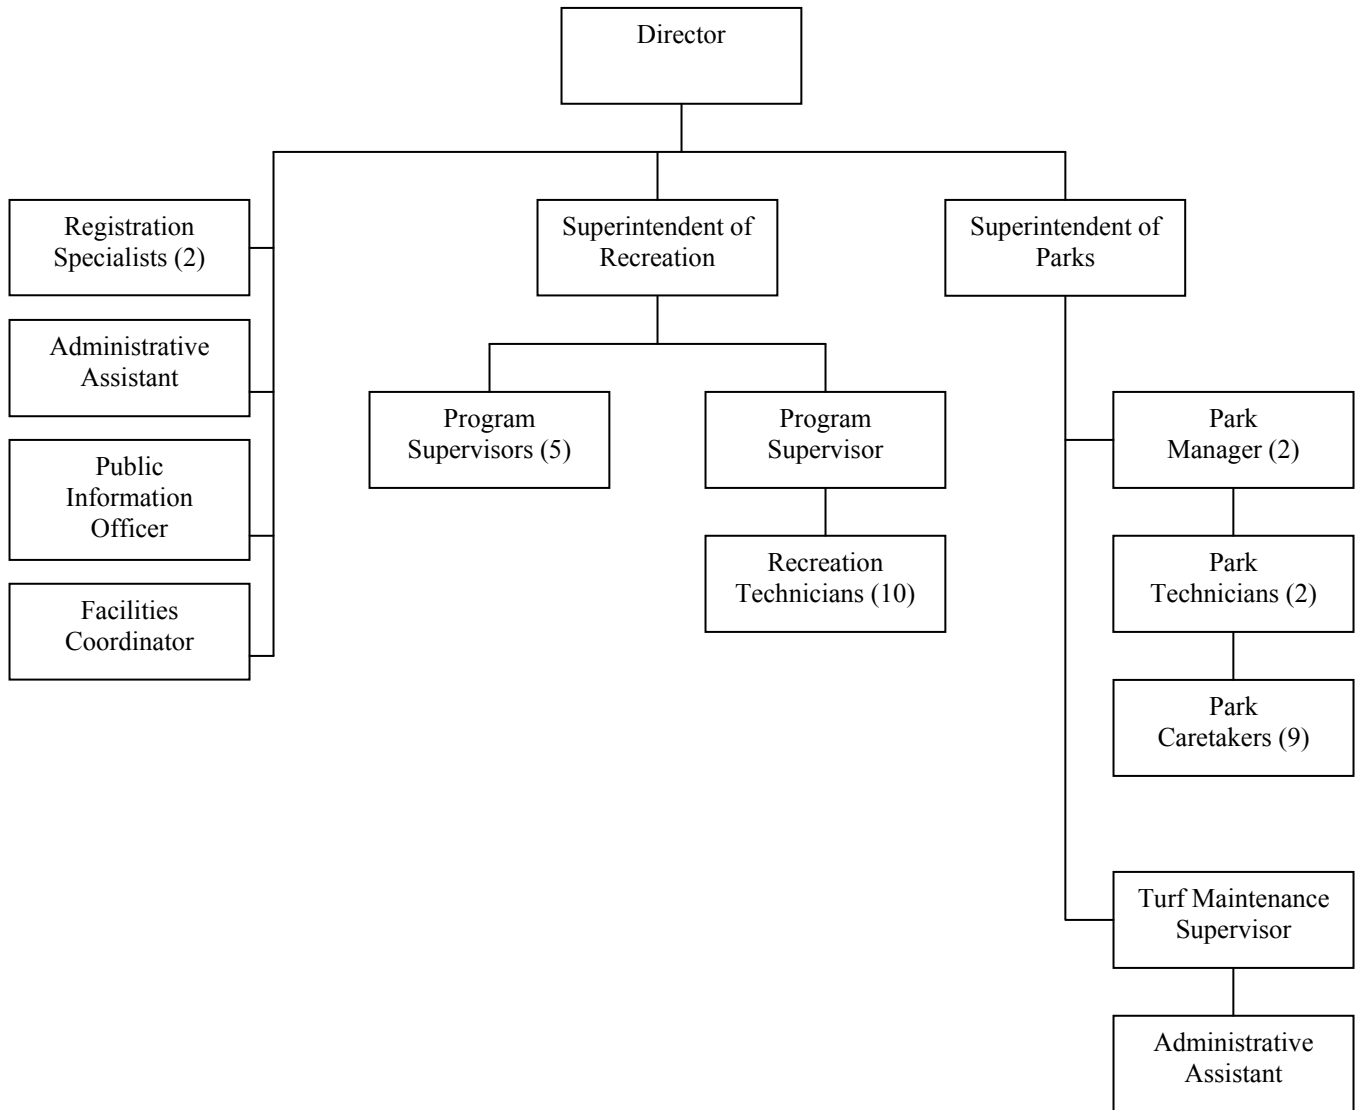 Director
Registration
Specialists (2)
Superintendent of
Recreation
Superintendent of
Parks
Administrative
Assistant
Program
Supervisors (5)
Program
Supervisor
Park
Manager (2)
Public
Information
Officer
Recreation
Technicians (10)
Park
Technicians (2)
Facilities
Coordinator
Park
Caretakers (9)
Turf Maintenance
Supervisor
Administrative
Assistant